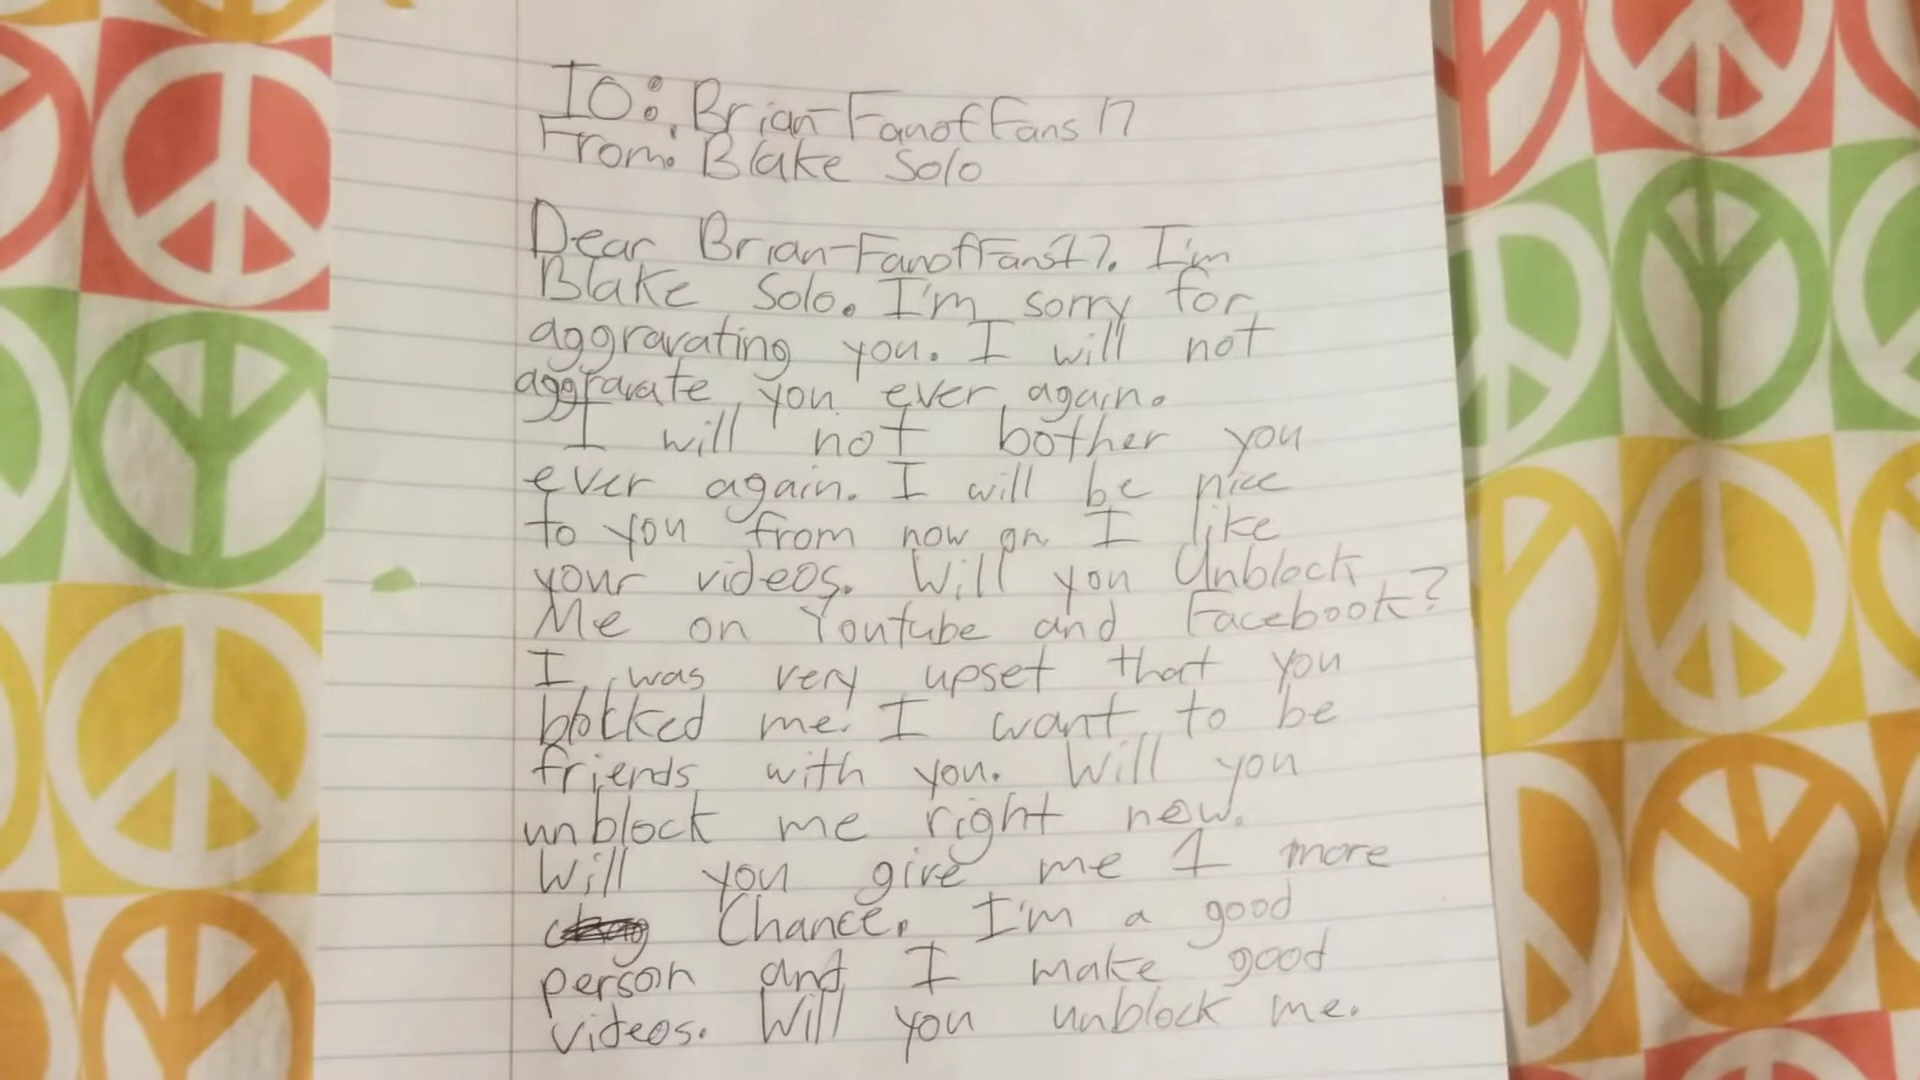 To: Brian-FanofFans17
From: Blake Solo
Dear Brian-FanofFans17. I'm
Blake Solo. I'm sorry for
aggravating you. I will not
aggravate you ever again.
I will not bother you
ever again. I will be nice
to you from now on. I like
your videos. Will you Unblock
Me on Youtube and Facebook?
I was very upset that you
blocked me. I want to be
friends with you. Will you
unblock me right now.
Will you give me 1 more
Chance. I'm a good
person and I make good
videos. Will you unblock me.